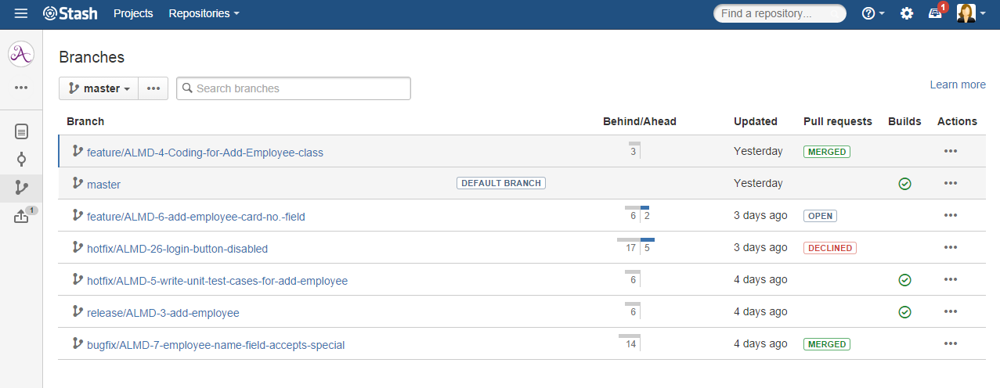 Stash Projects Repositories Find a repository... 1
Branches
master Search branches Learn more
Branch Behind/Ahead Updated Pull requests Builds Actions
feature/ALMD-4-Coding-for-Add-Employee-class 3 Yesterday MERGED
master DEFAULT BRANCH Yesterday
feature/ALMD-6-add-employee-card-no.-field 6 2 3 days ago OPEN
1
hotfix/ALMD-26-login-button-disabled 17 5 3 days ago DECLINED
hotfix/ALMD-5-write-unit-test-cases-for-add-employee 6 4 days ago
release/ALMD-3-add-employee 6 4 days ago
bugfix/ALMD-7-employee-name-field-accepts-special 14 4 days ago MERGED